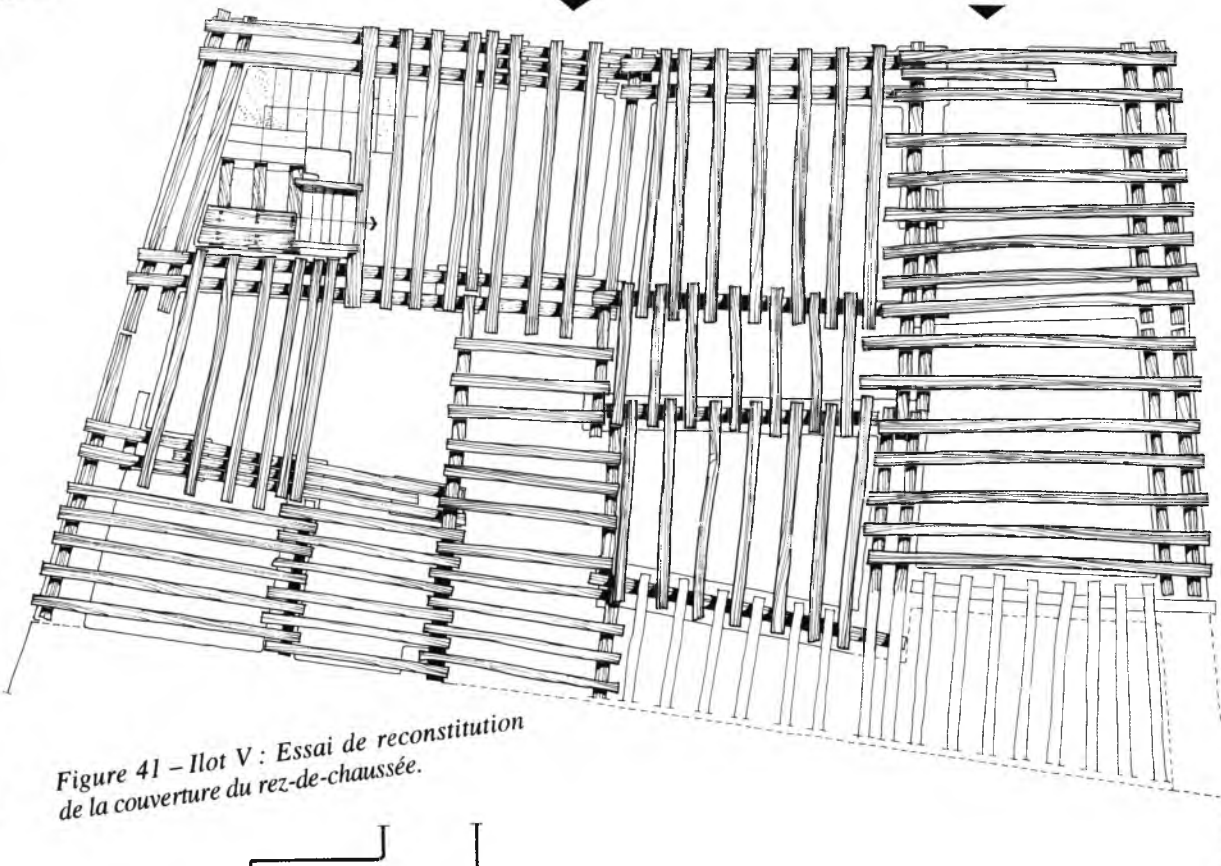 Figure 41 – Ilot V : Essai de reconstitution
de la couverture du rez-de-chaussée.